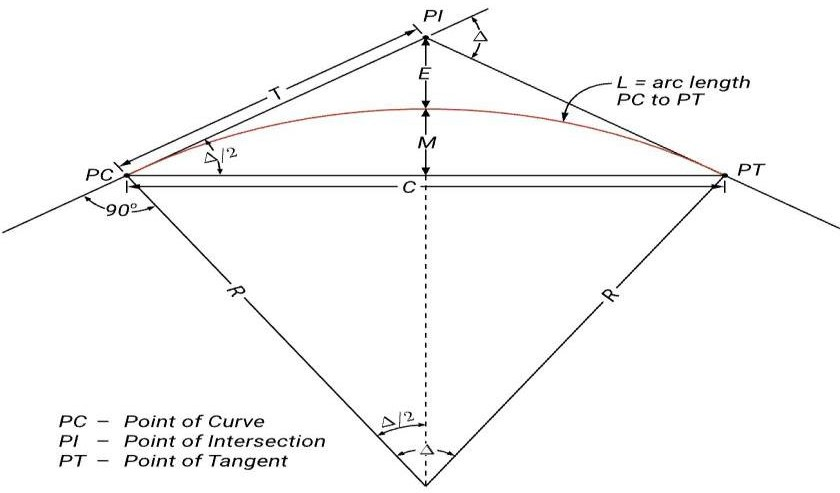 PI
Δ
E
T
L = arc length
PC to PT
M
Δ/2
PC
PT
C
90°
R
R
Δ/2
Δ
PC – Point of Curve
PI – Point of Intersection
PT – Point of Tangent